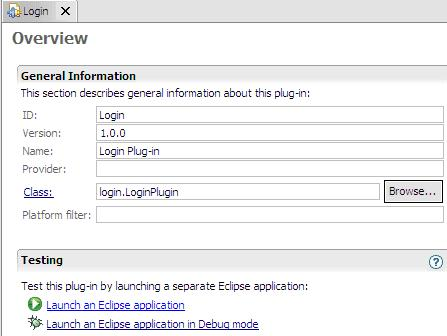 Login
Overview
General Information
This section describes general information about this plug-in:
ID: Login
Version: 1.0.0
Name: Login Plug-in
Provider:
Class: login.LoginPlugin Browse...
Platform filter:
Testing
Test this plug-in by launching a separate Eclipse application:
Launch an Eclipse application
Launch an Eclipse application in Debug mode